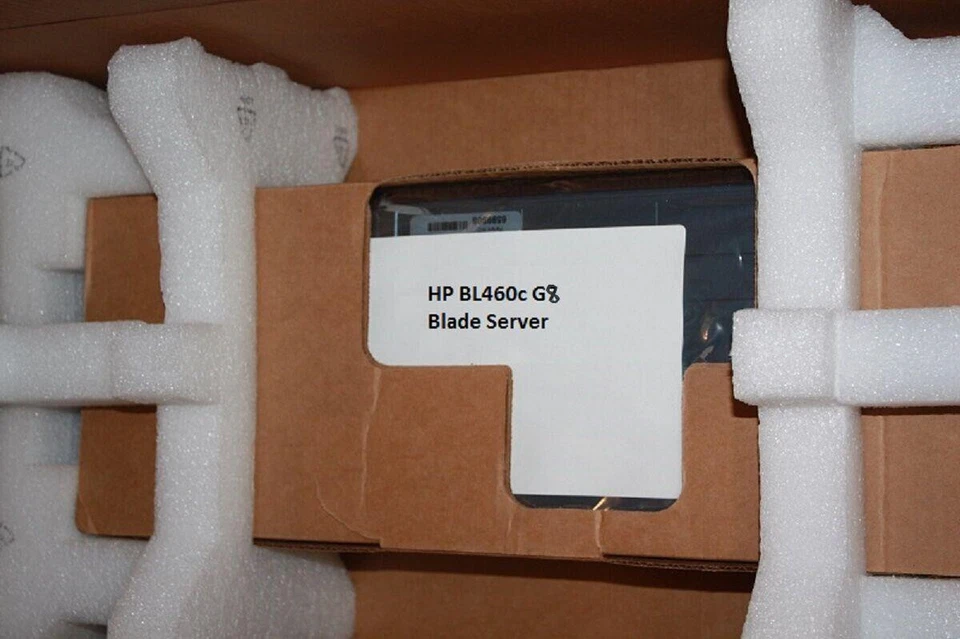 HP BL460c G8
Blade Server